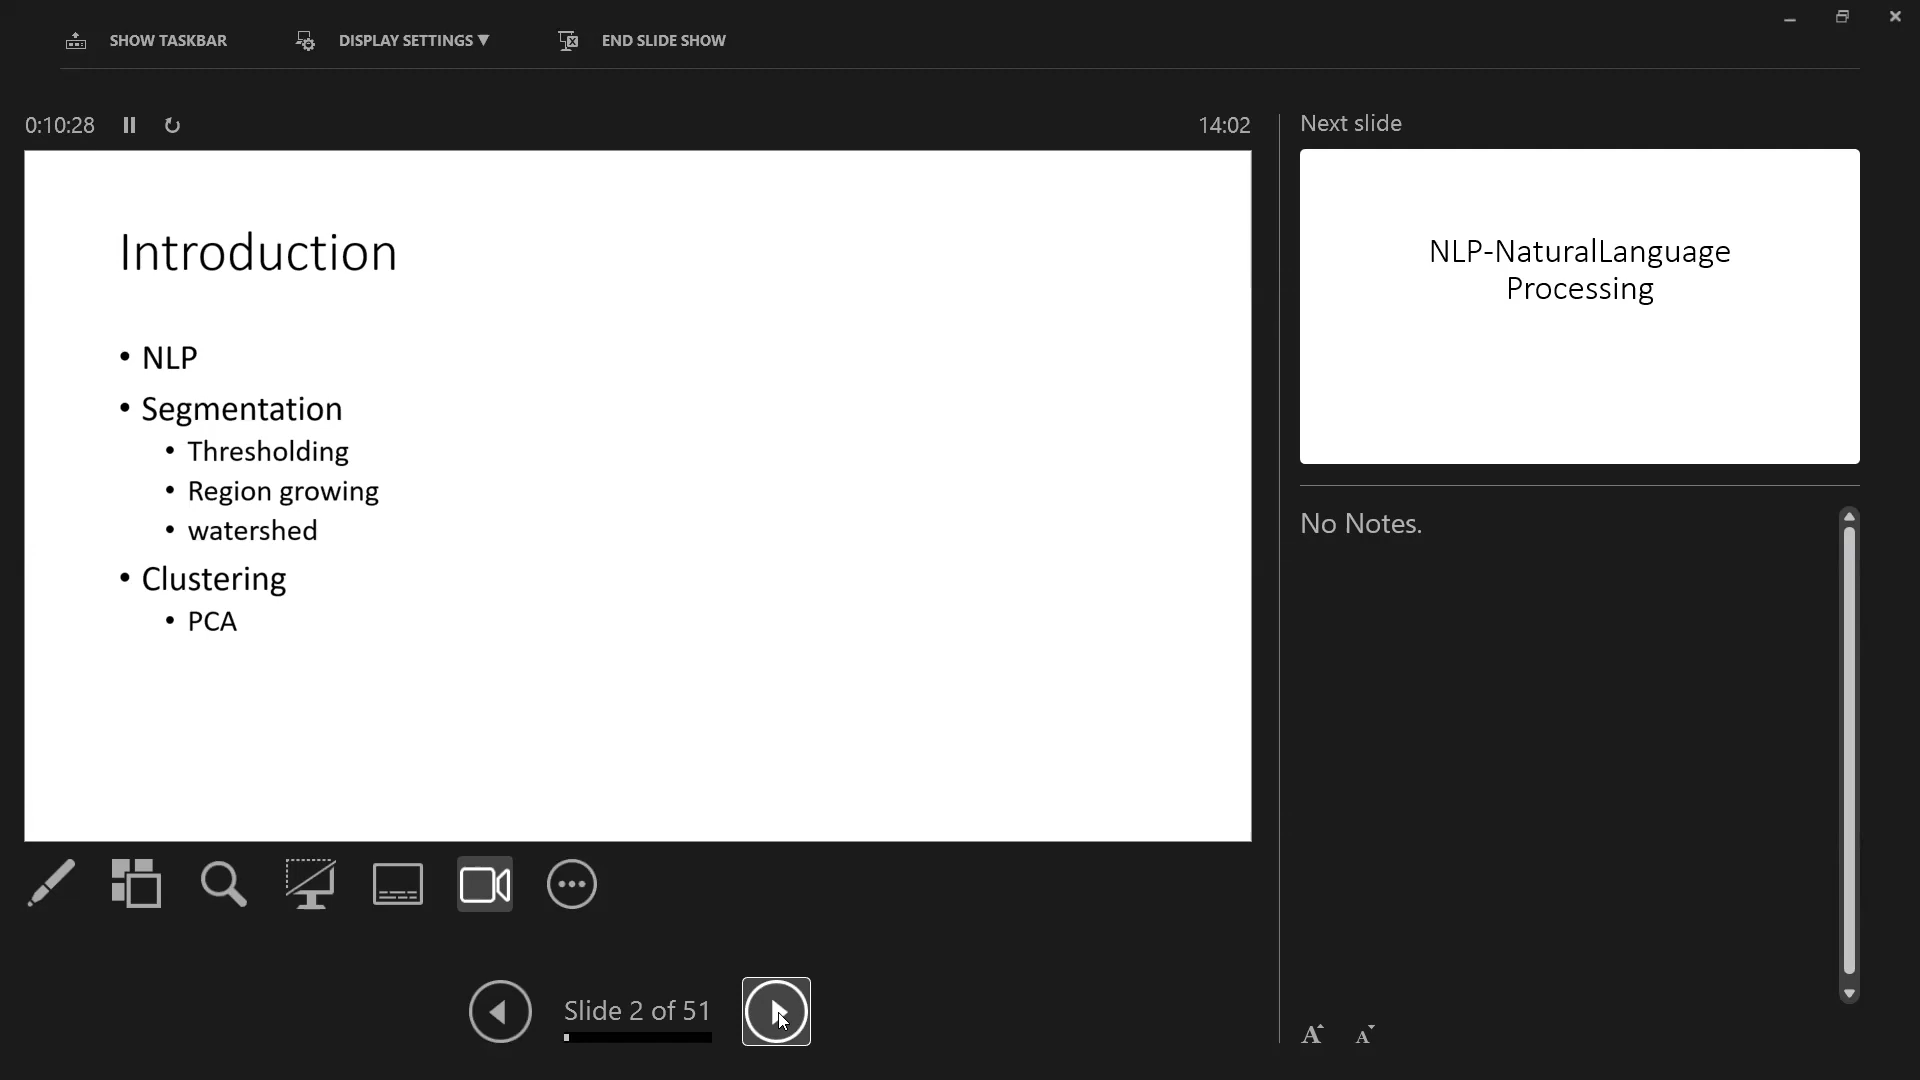 SHOW TASKBAR
DISPLAY SETTINGS ▼
END SLIDE SHOW
0:10:28
14:02
Introduction
• NLP
• Segmentation
• Thresholding
• Region growing
• watershed
• Clustering
• PCA
Slide 2 of 51
Next slide
NLP-NaturalLanguage
Processing
No Notes.
A A